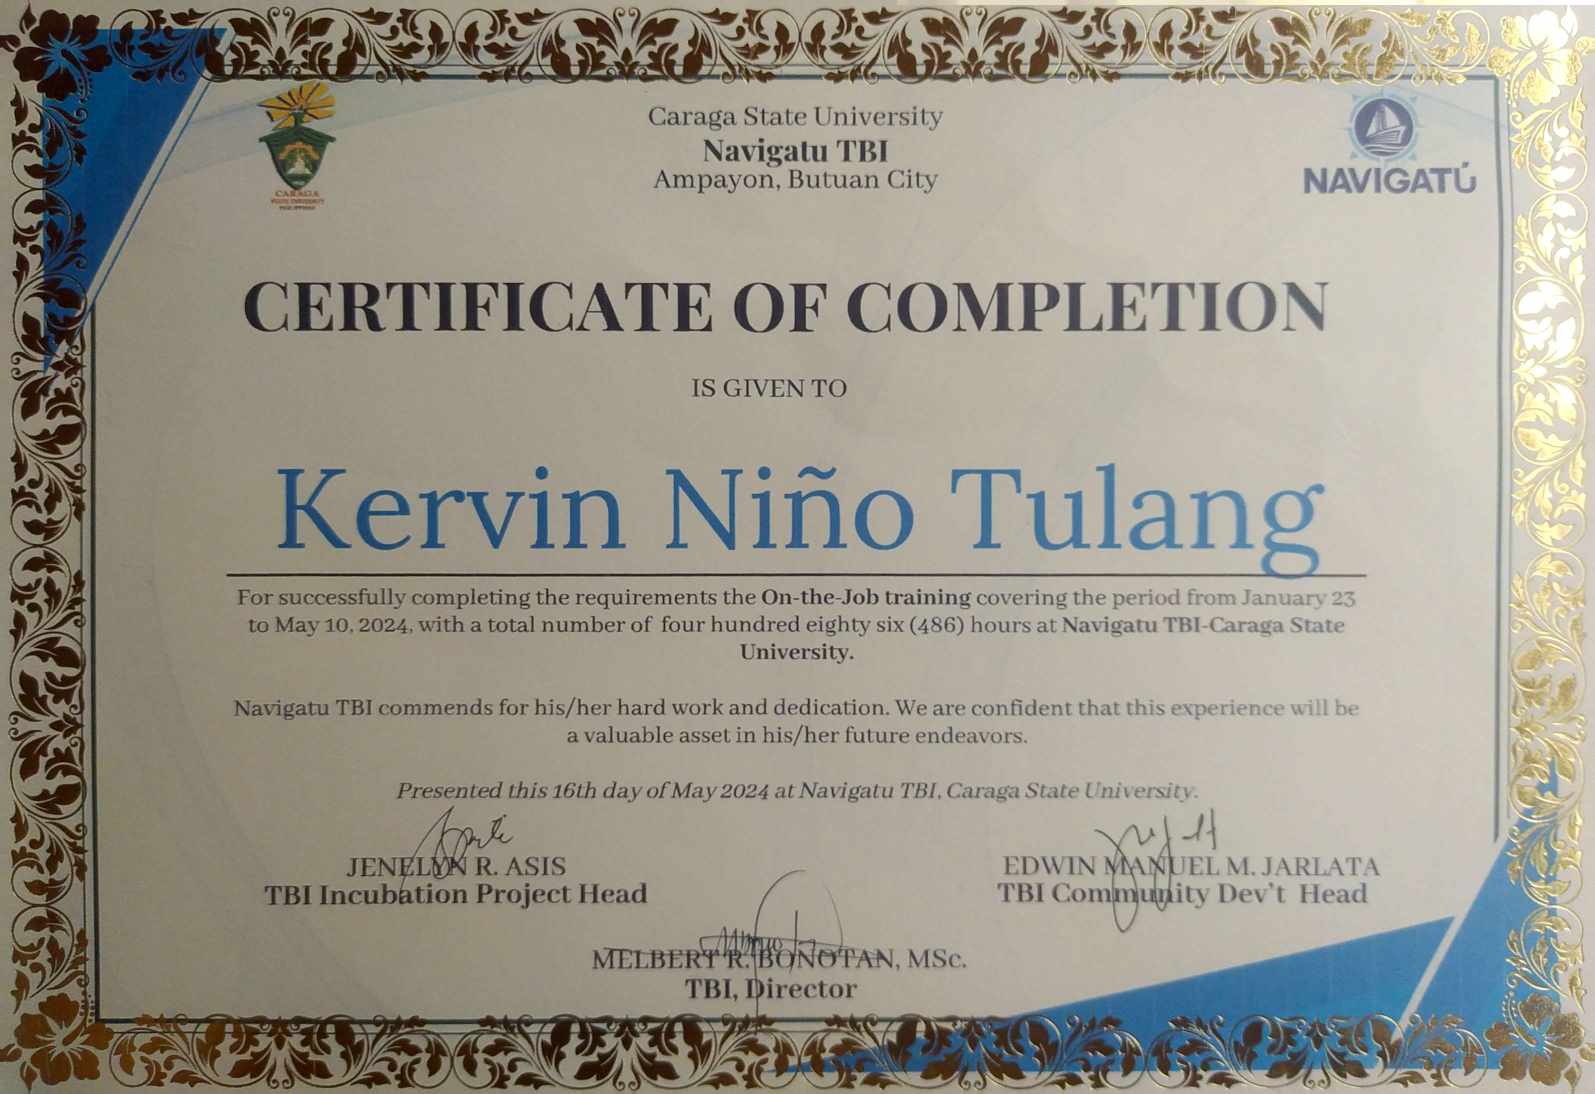 Caraga State University
Navigatu TBI
Ampayon, Butuan City
CARAGA
STATE UNIVERSITY
PHILIPPINES
NAVIGATÚ
CERTIFICATE OF COMPLETION
IS GIVEN TO
Kervin Niño Tulang
For successfully completing the requirements the On-the-Job training covering the period from January 23
to May 10, 2024, with a total number of four hundred eighty six (486) hours at Navigatu TBI-Caraga State
University.
Navigatu TBI commends for his/her hard work and dedication. We are confident that this experience will be
a valuable asset in his/her future endeavors.
Presented this 16th day of May 2024 at Navigatu TBI, Caraga State University.
JENELYN R. ASIS
TBI Incubation Project Head
EDWIN MANUEL M. JARLATA
TBI Community Dev't Head
MELBERT R. BONOTAN, MSc.
TBI, Director